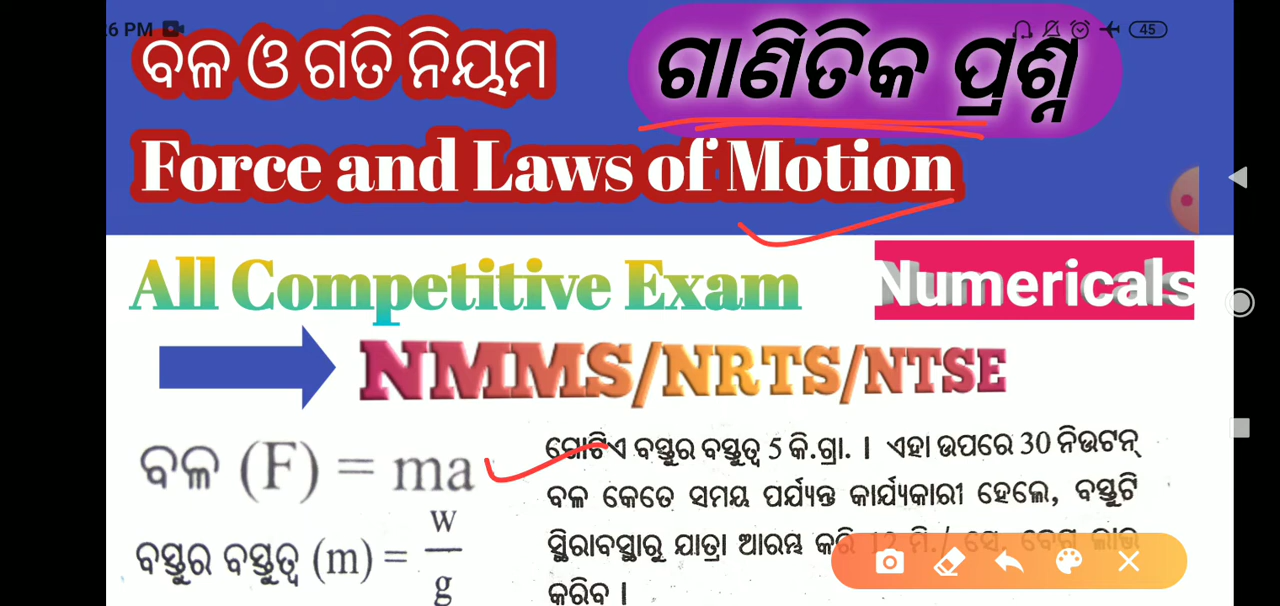 6 PM
45
ବଳ ଓ ଗତି ନିୟମ
ଗାଣିତିକ ପ୍ରଶ୍ନ
Force and Laws of Motion
All Competitive Exam
Numericals
NMMS/NRTS/NTSE
ବଳ (F) = ma
ବସ୍ତୁର ବସ୍ତୁତ୍ୱ (m) = w/g
ଗୋଟିଏ ବସ୍ତୁର ବସ୍ତୁତ୍ୱ 5 କି.ଗ୍ରା. । ଏହା ଉପରେ 30 ନିଉଟନ୍
ବଳ କେତେ ସମୟ ପର୍ଯ୍ୟନ୍ତ କାର୍ଯ୍ୟକାରୀ ହେଲେ, ବସ୍ତୁଟି
ସ୍ଥିରାବସ୍ଥାରୁ ଯାତ୍ରା ଆରମ୍ଭ କରି 12 ମି./ ସେ. ବେଗ ଲାଭ
କରିବ ।